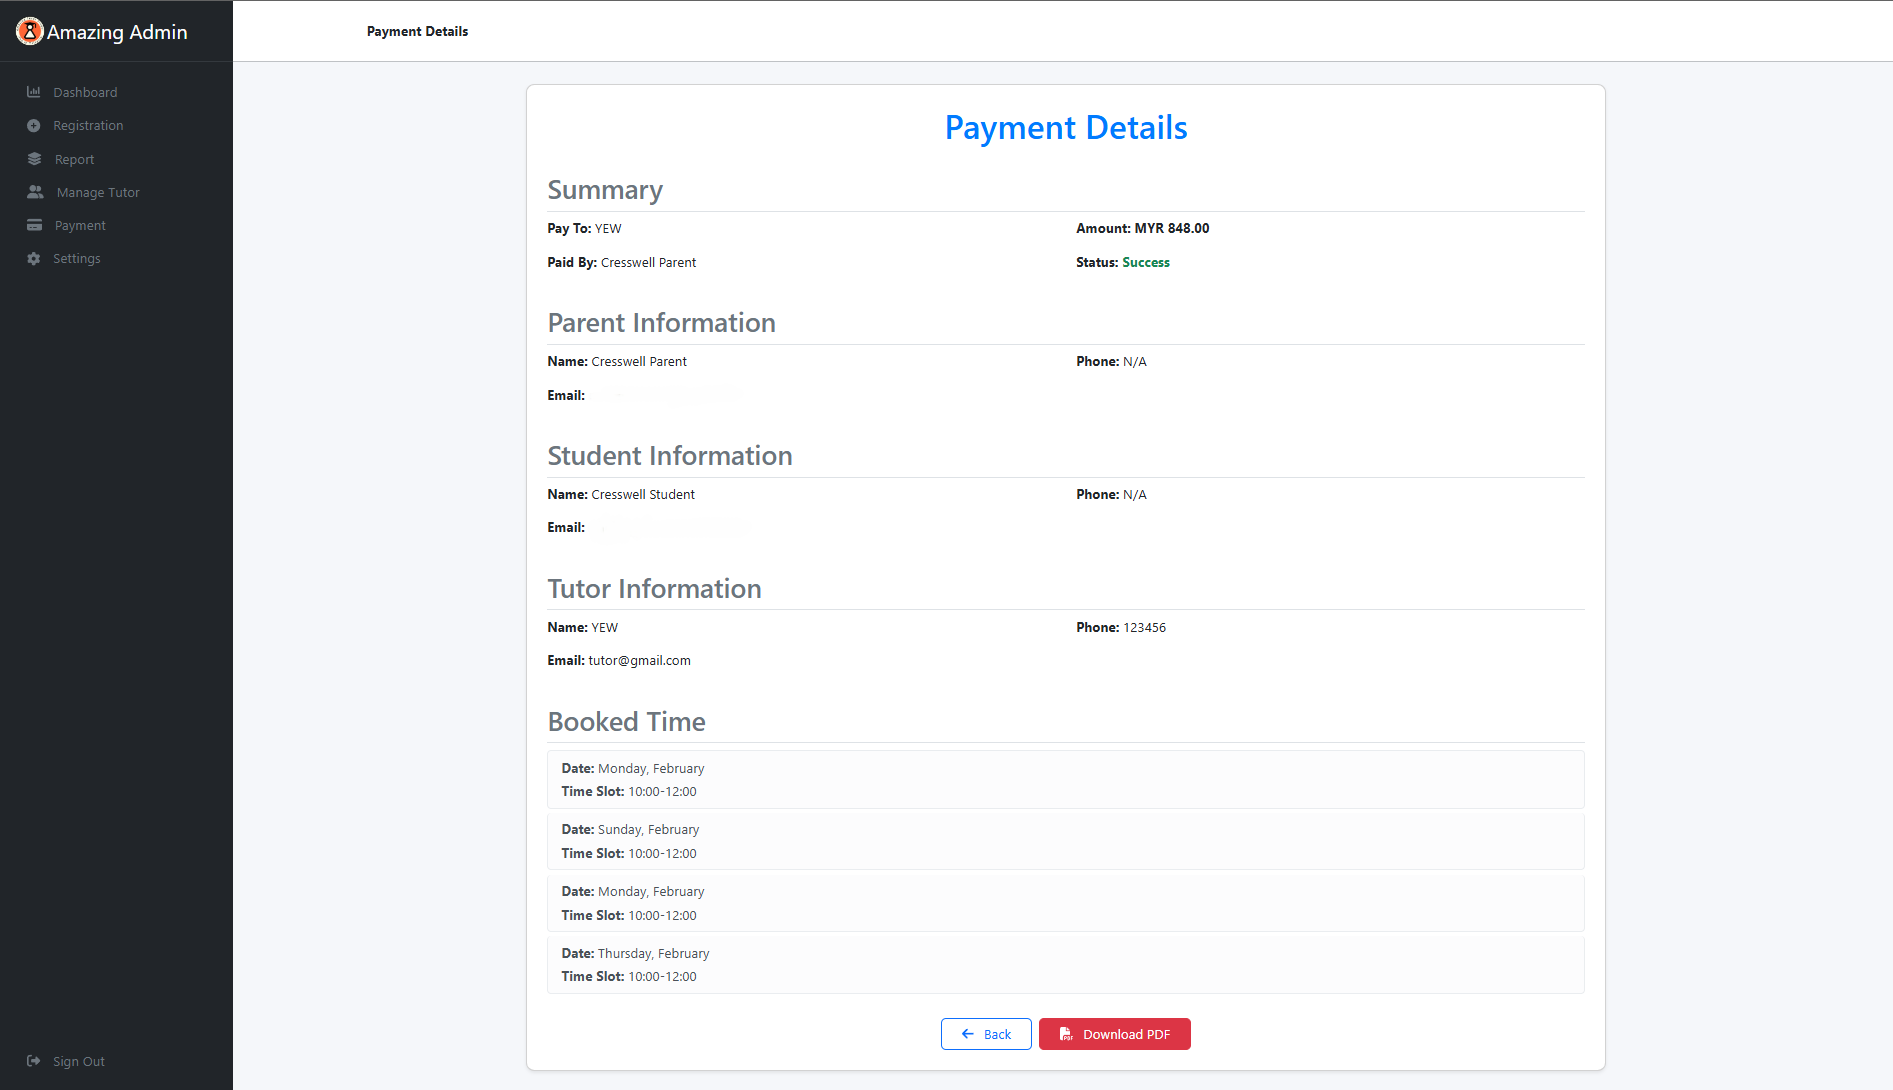 Amazing Admin
Payment Details
Dashboard
Registration
Report
Manage Tutor
Payment
Settings
Sign Out
Payment Details
Summary
Pay To: YEW
Amount: MYR 848.00
Paid By: Cresswell Parent
Status: Success
Parent Information
Name: Cresswell Parent
Phone: N/A
Email:
Student Information
Name: Cresswell Student
Phone: N/A
Email:
Tutor Information
Name: YEW
Phone: 123456
Email: tutor@gmail.com
Booked Time
Date: Monday, February
Time Slot: 10:00-12:00
Date: Sunday, February
Time Slot: 10:00-12:00
Date: Monday, February
Time Slot: 10:00-12:00
Date: Thursday, February
Time Slot: 10:00-12:00
Back
Download PDF